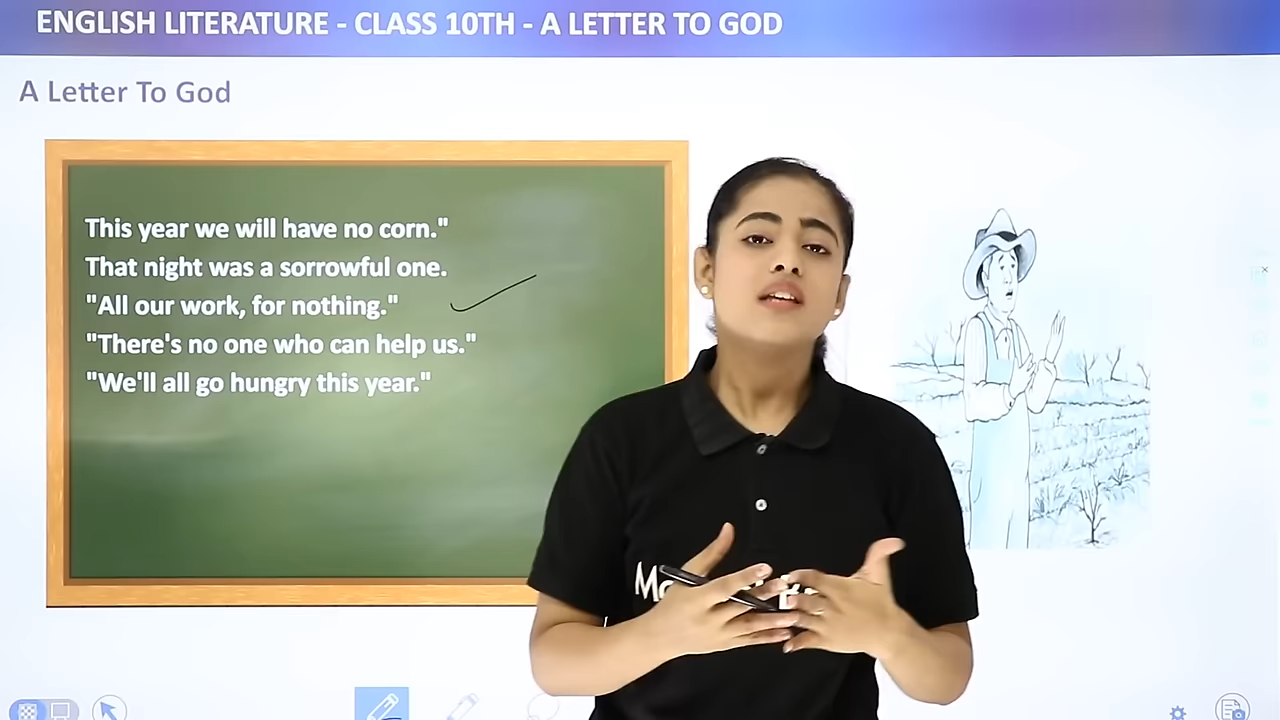 ENGLISH LITERATURE - CLASS 10TH - A LETTER TO GOD
A Letter To God
This year we will have no corn."
That night was a sorrowful one.
"All our work, for nothing."
"There's no one who can help us."
"We'll all go hungry this year."